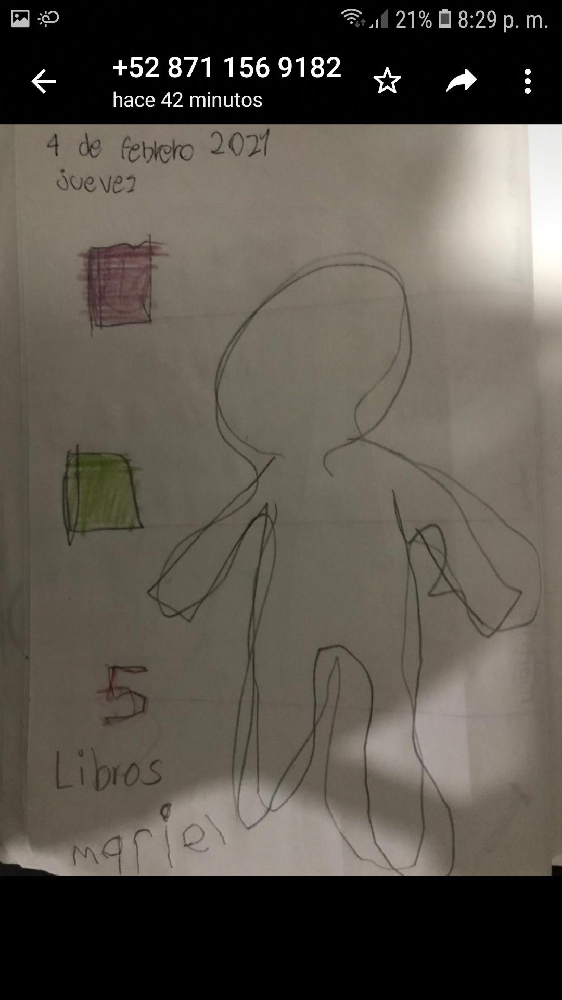 21% 8:29 p. m.
+52 871 156 9182
hace 42 minutos
4 de febrero 2021
jueves
5
Libros
mariel